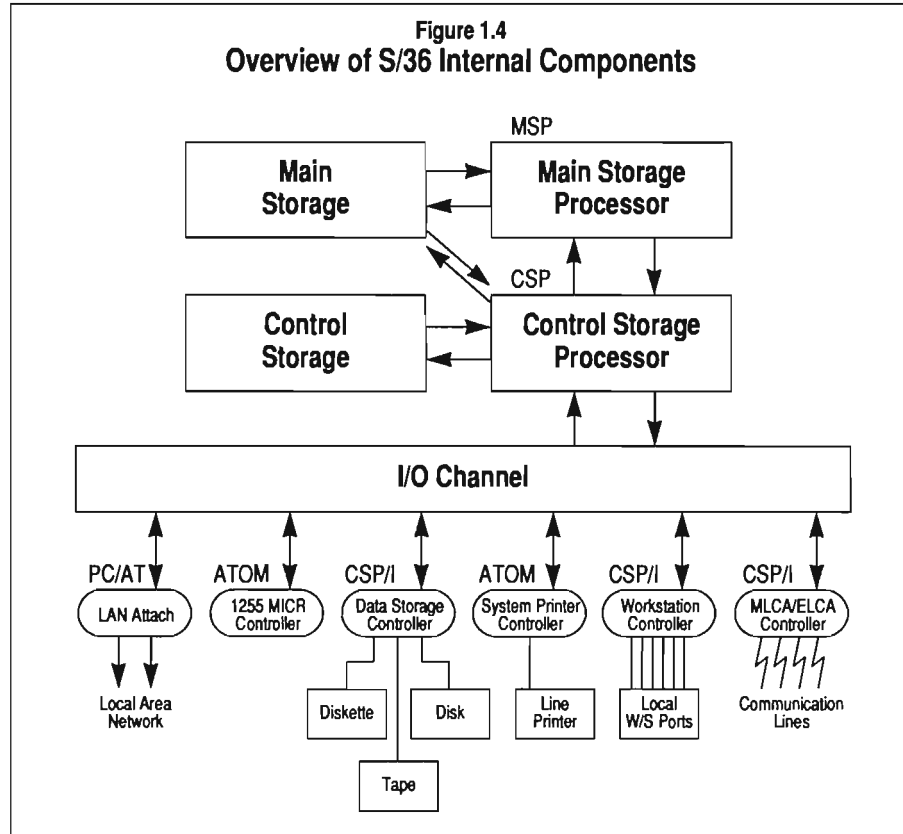 Figure 1.4
Overview of S/36 Internal Components
MSP
Main
Storage
Main Storage
Processor
CSP
Control
Storage
Control Storage
Processor
I/O Channel
PC/AT
ATOM
CSP/I
ATOM
CSP/I
CSP/I
LAN Attach
1255 MICR
Controller
Data Storage
Controller
System Printer
Controller
Workstation
Controller
MLCA/ELCA
Controller
Local Area
Network
Diskette
Disk
Line
Printer
Local
W/S Ports
Communication
Lines
Tape